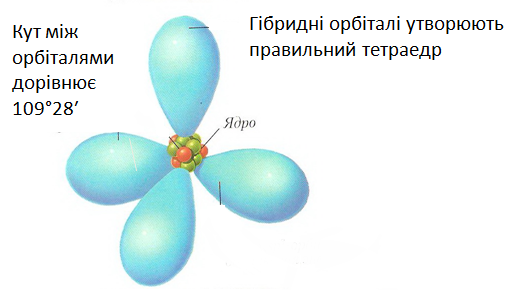 Кут між
орбіталями
дорівнює
109°28′
Гібридні орбіталі утворюють
правильний тетраедр
Ядро